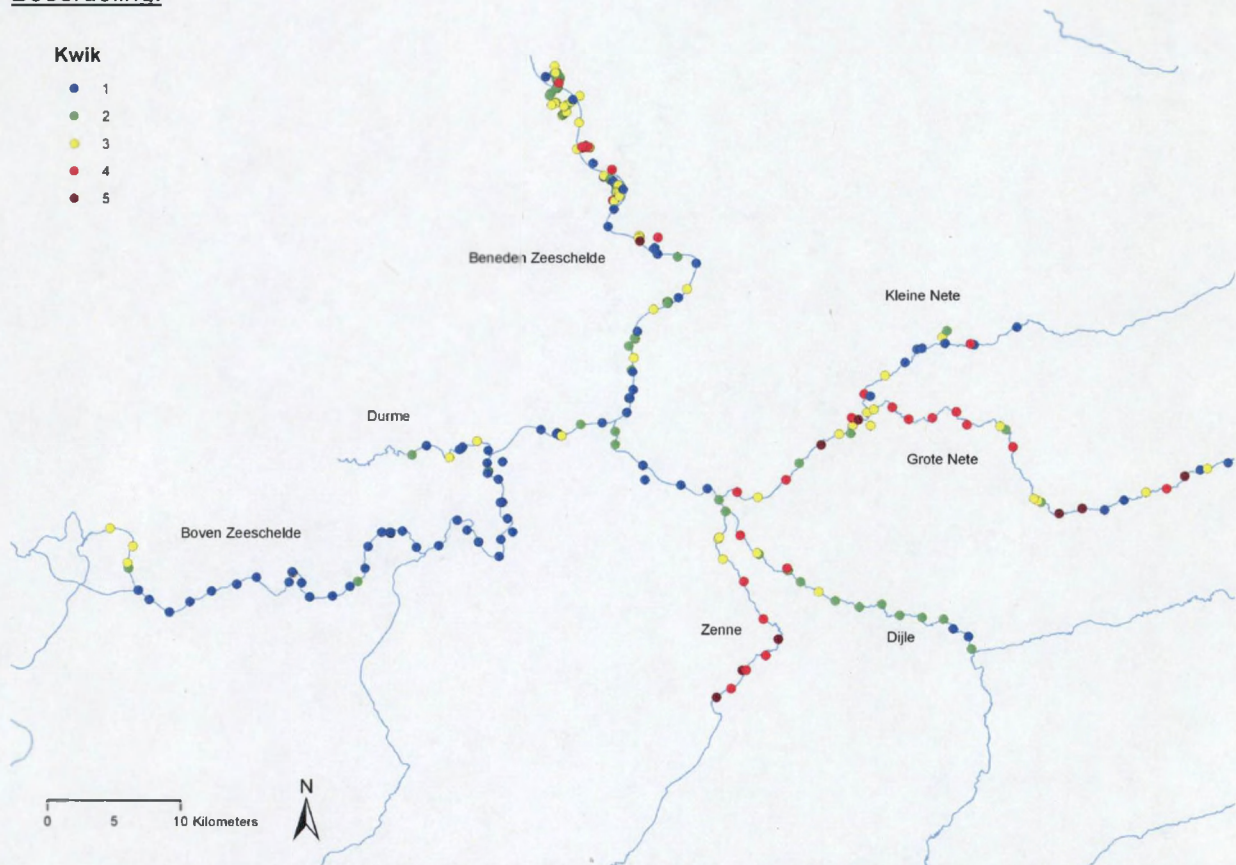 Kwik
1
2
3
4
5
Beneden Zeeschelde
Kleine Nete
Durme
Grote Nete
Boven Zeeschelde
Zenne
Dijle
N
0 5 10 Kilometers